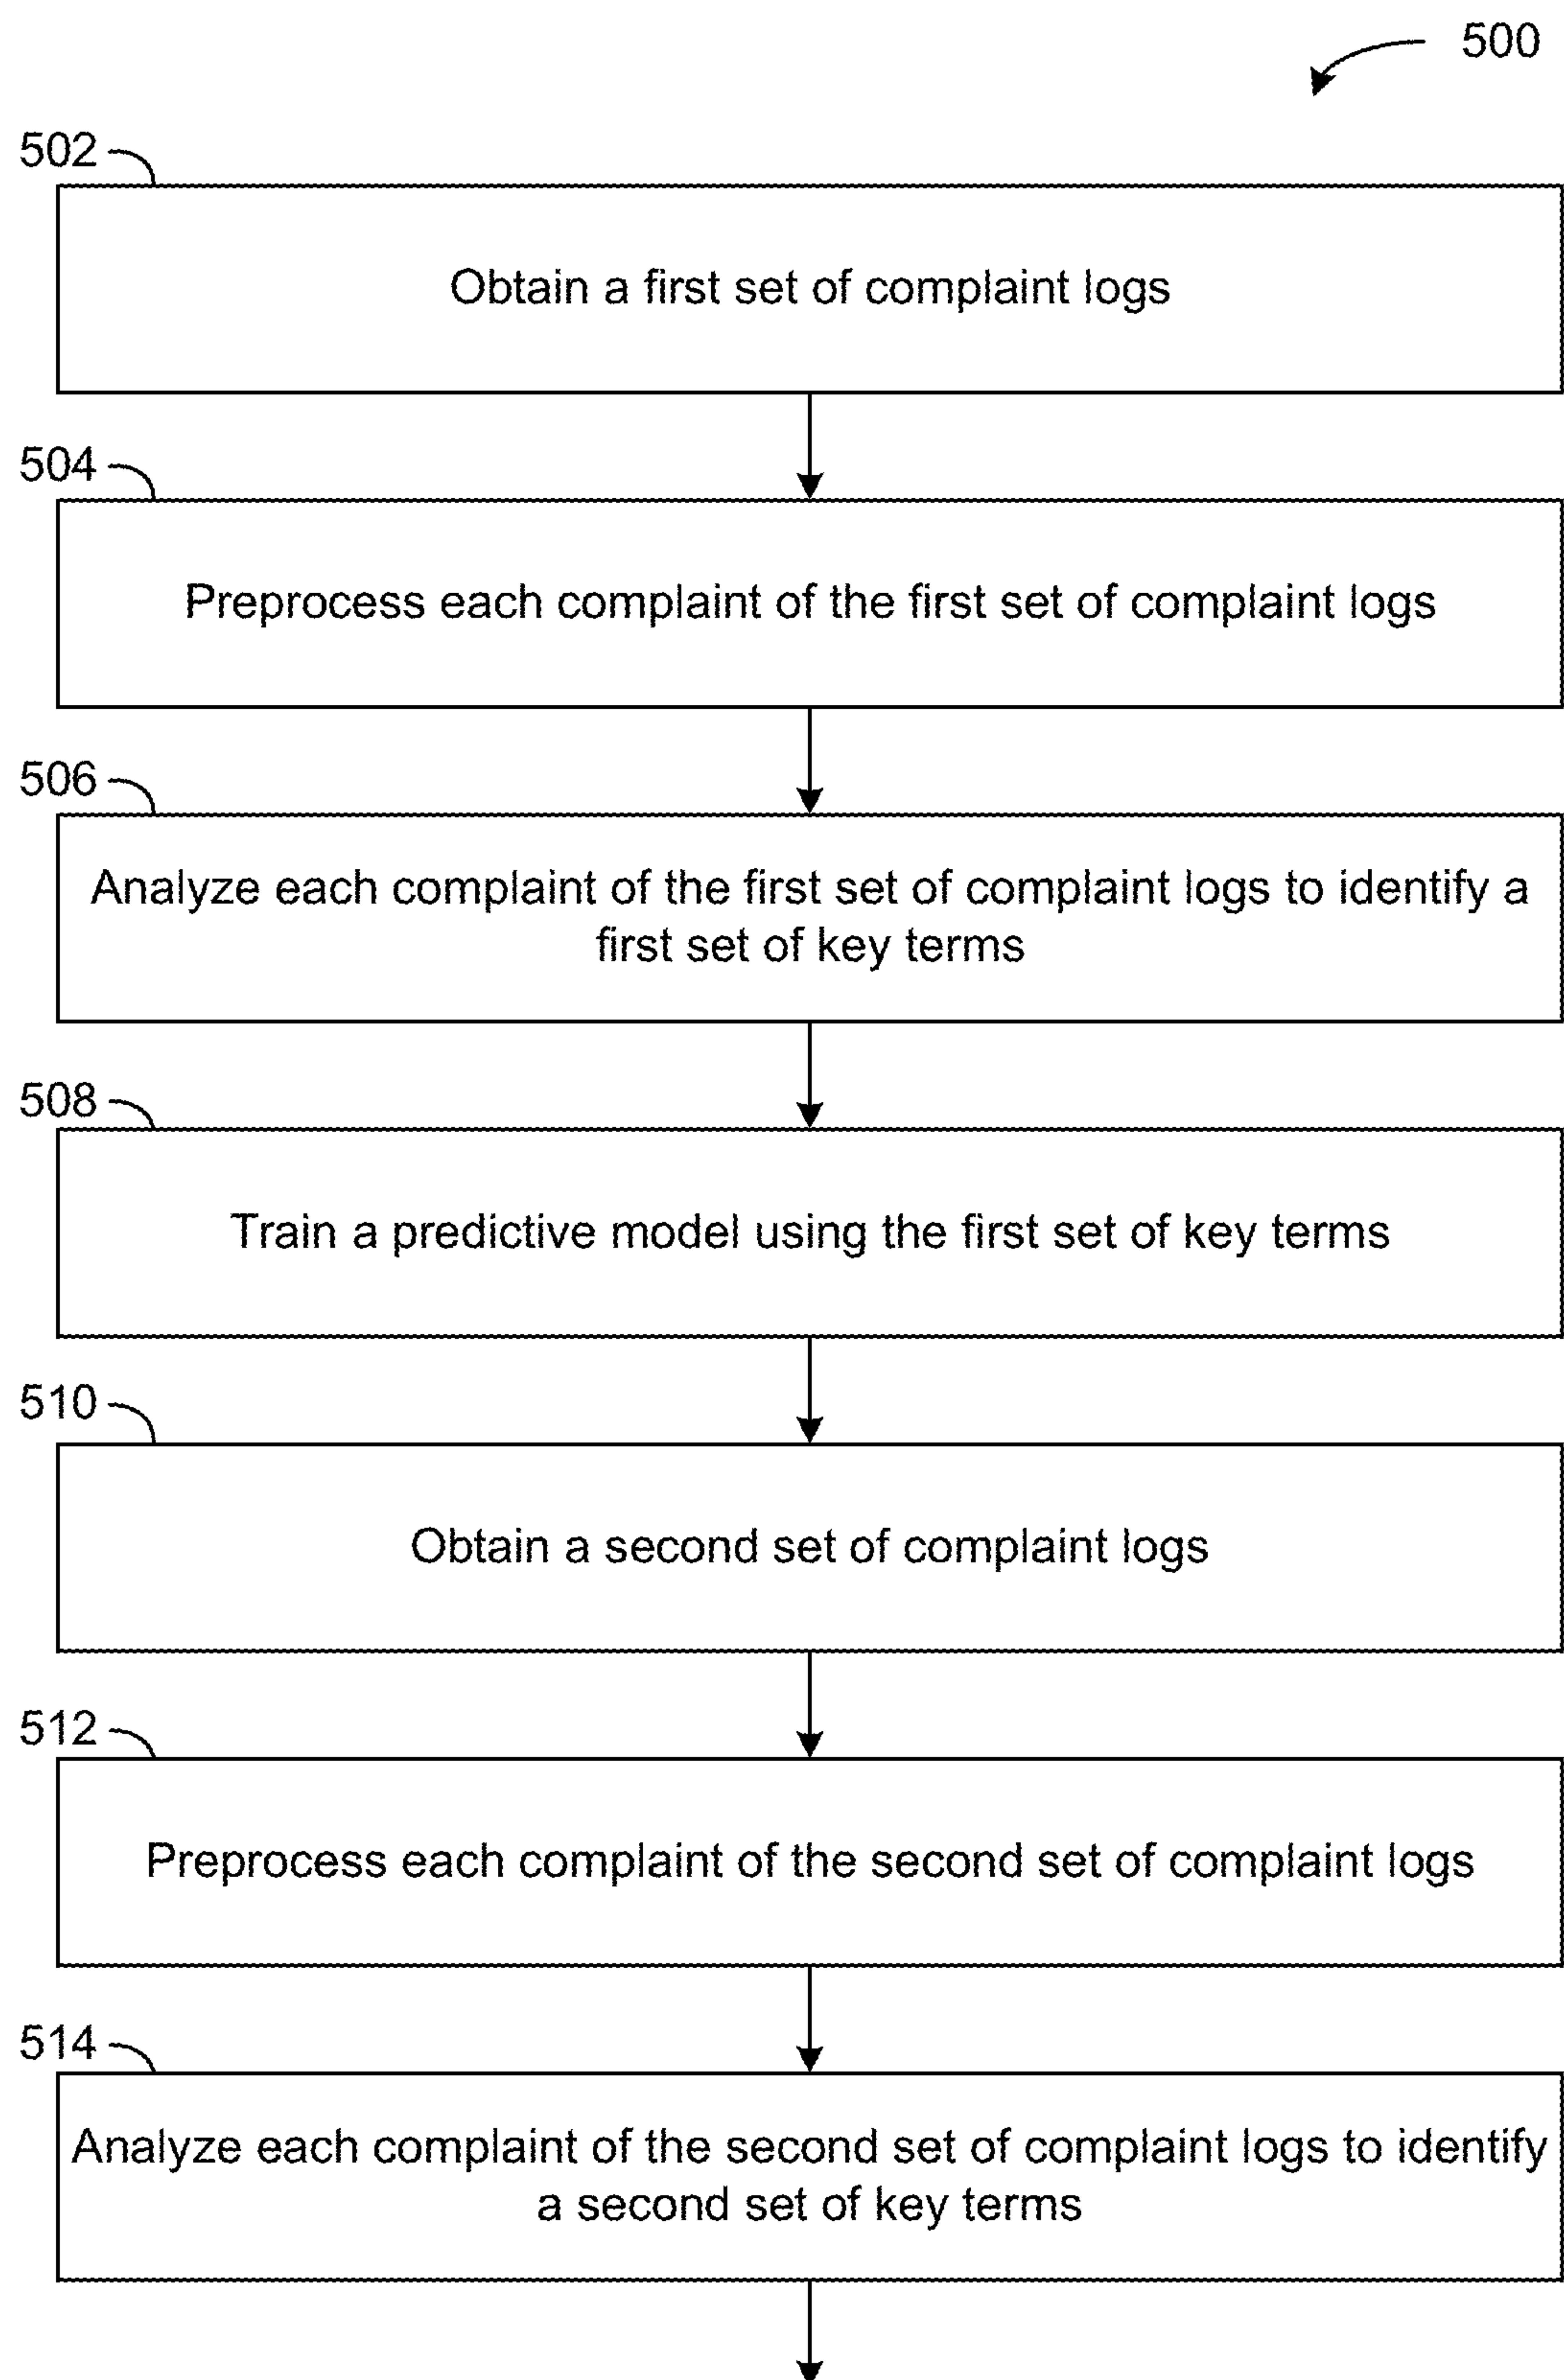 500
502
Obtain a first set of complaint logs
504
Preprocess each complaint of the first set of complaint logs
506
Analyze each complaint of the first set of complaint logs to identify a
first set of key terms
508
Train a predictive model using the first set of key terms
510
Obtain a second set of complaint logs
512
Preprocess each complaint of the second set of complaint logs
514
Analyze each complaint of the second set of complaint logs to identify
a second set of key terms